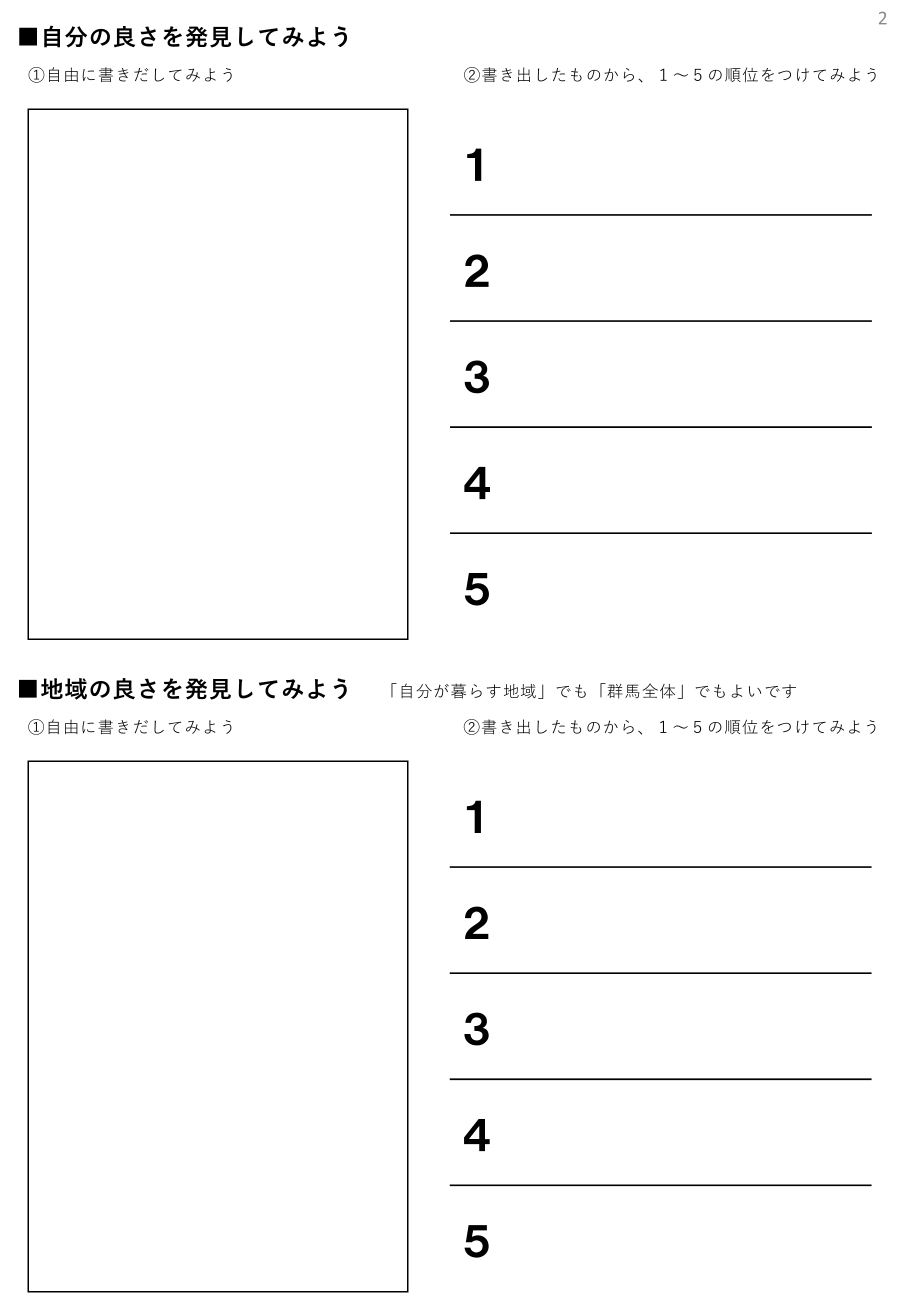 2
■自分の良さを発見してみよう
①自由に書きだしてみよう
②書き出したものから、１～５の順位をつけてみよう
1
2
3
4
5
■地域の良さを発見してみよう 「自分が暮らす地域」でも「群馬全体」でもよいです
①自由に書きだしてみよう
②書き出したものから、１～５の順位をつけてみよう
1
2
3
4
5